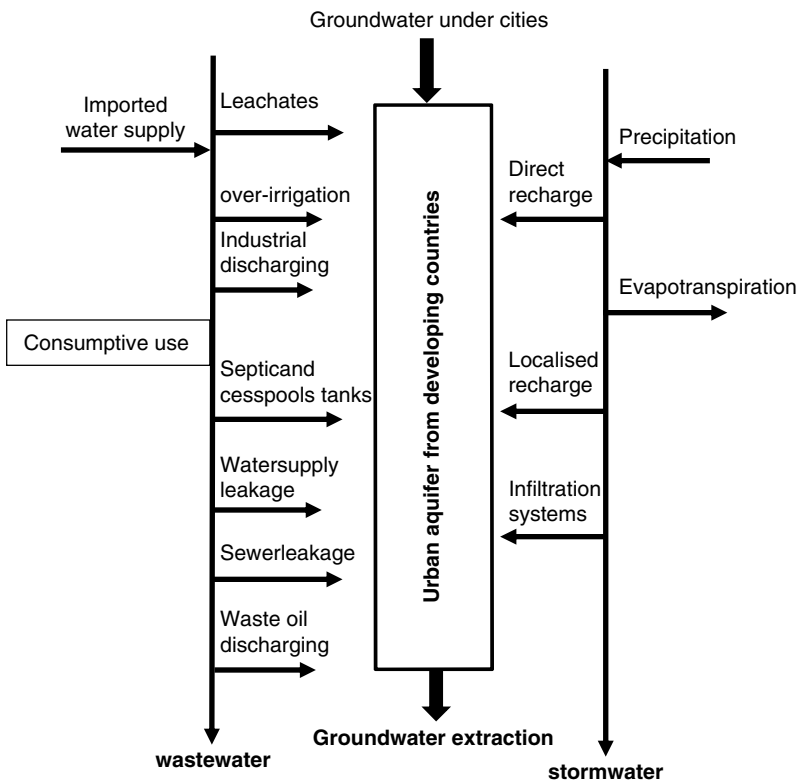 Groundwater under cities
Imported
water supply
Leachates
over-irrigation
Industrial
discharging
Consumptive use
Septicand
cesspools tanks
Watersupply
leakage
Sewerleakage
Waste oil
discharging
wastewater
Urban aquifer from developing countries
Groundwater extraction
Precipitation
Direct
recharge
Evapotranspiration
Localised
recharge
Infiltration
systems
stormwater